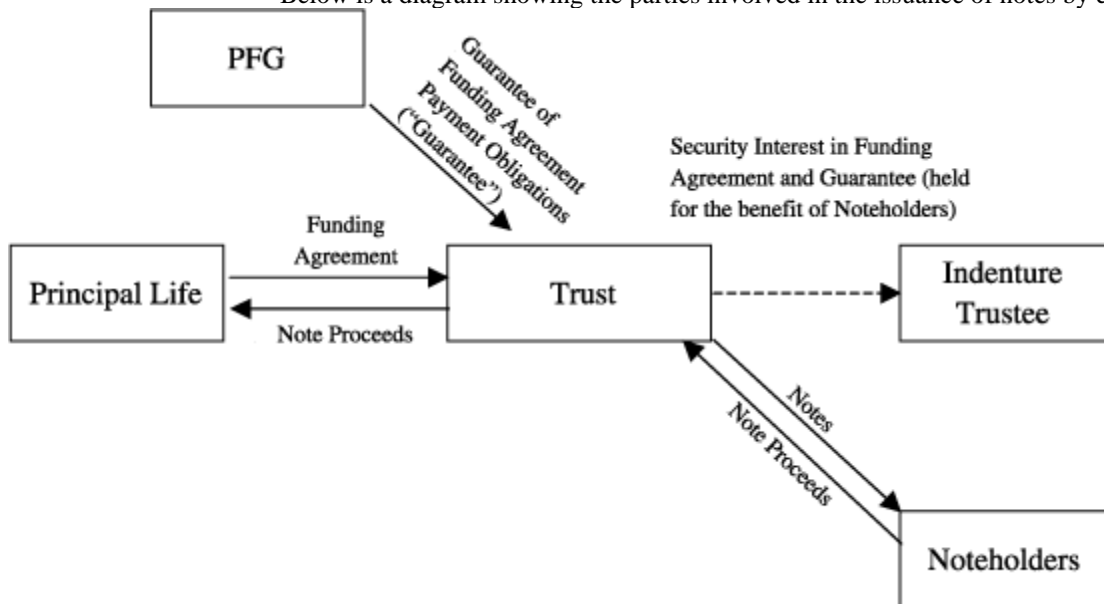 Below is a diagram showing the parties involved in the issuance of notes by
PFG
Guarantee of
Funding Agreement
Payment Obligations
("Guarantee")
Security Interest in Funding
Agreement and Guarantee (held
for the benefit of Noteholders)
Funding
Agreement
Principal Life
Trust
Indenture
Trustee
Note Proceeds
Notes
Note Proceeds
Noteholders